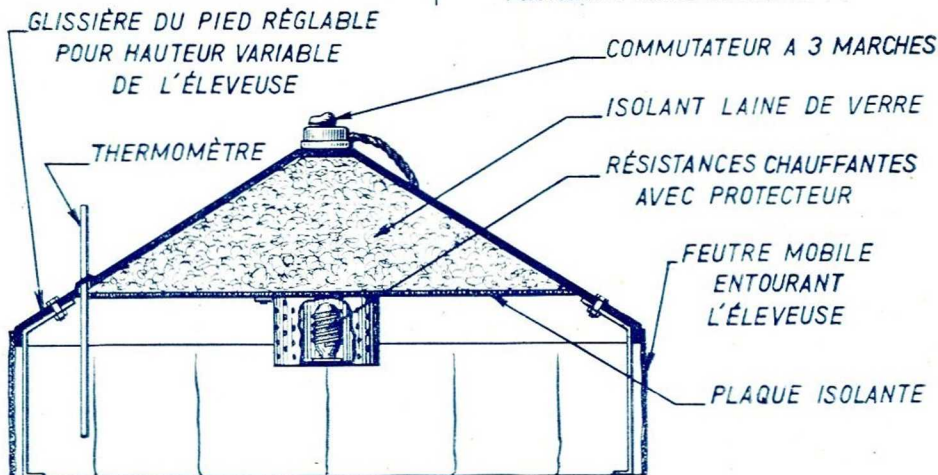 GLISSIÈRE DU PIED RÉGLABLE
POUR HAUTEUR VARIABLE
DE L'ÉLEVEUSE
THERMOMÈTRE
COMMUTATEUR A 3 MARCHES
ISOLANT LAINE DE VERRE
RÉSISTANCES CHAUFFANTES
AVEC PROTECTEUR
FEUTRE MOBILE
ENTOURANT
L'ÉLEVEUSE
PLAQUE ISOLANTE